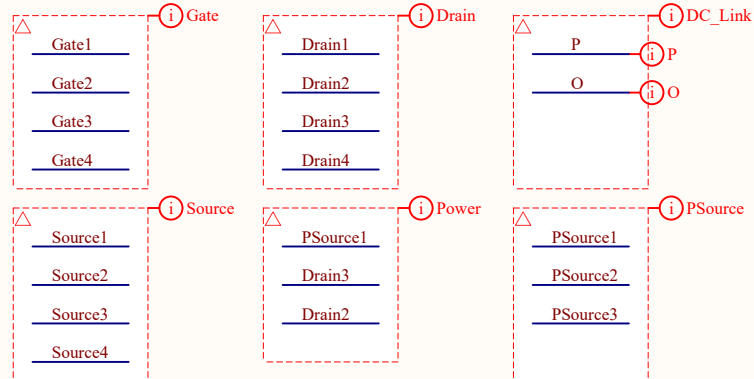 i Gate
Gate1
Gate2
Gate3
Gate4
i Drain
Drain1
Drain2
Drain3
Drain4
i DC_Link
P i P
O i O
i Source
Source1
Source2
Source3
Source4
i Power
PSource1
Drain3
Drain2
i PSource
PSource1
PSource2
PSource3